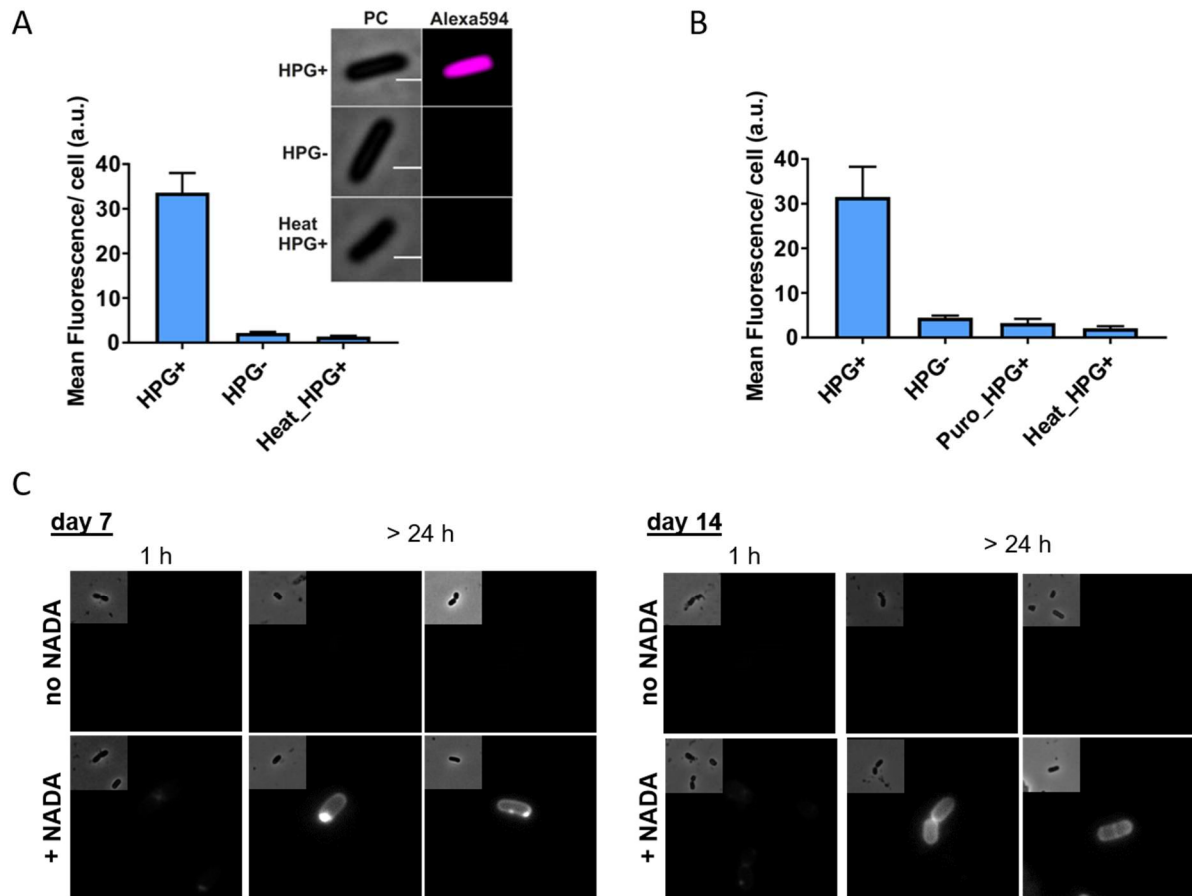 A
PC Alexa594
HPG+
HPG-
Heat
HPG+
Mean Fluorescence/ cell (a.u.)
40
30
20
10
0
HPG+
HPG-
Heat_HPG+
B
Mean Fluorescence/ cell (a.u.)
40
30
20
10
0
HPG+
HPG-
Puro_HPG+
Heat_HPG+
C
day 7
1 h
> 24 h
no NADA
+ NADA
day 14
1 h
> 24 h
no NADA
+ NADA